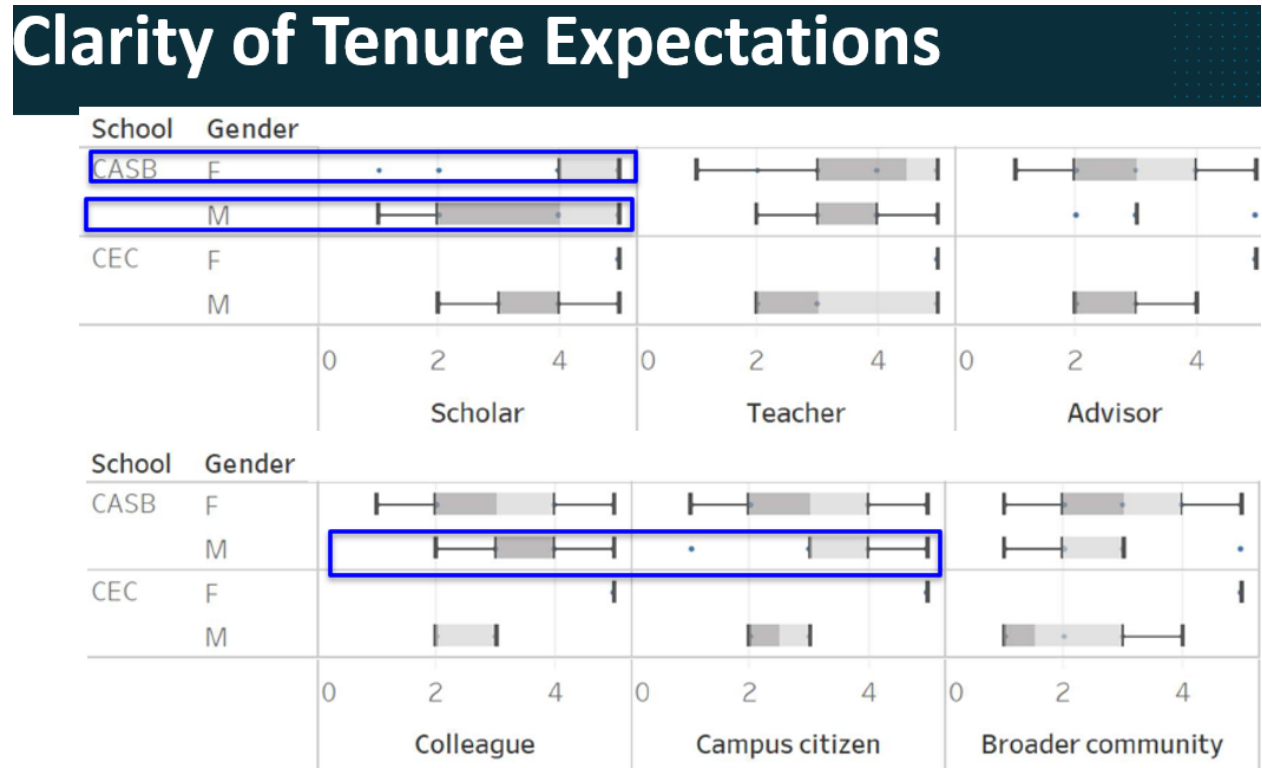 Clarity of Tenure Expectations
School Gender
CASB F
M
CEC F
M
0 2 4 0 2 4 0 2 4
Scholar Teacher Advisor
School Gender
CASB F
M
CEC F
M
0 2 4 0 2 4 0 2 4
Colleague Campus citizen Broader community